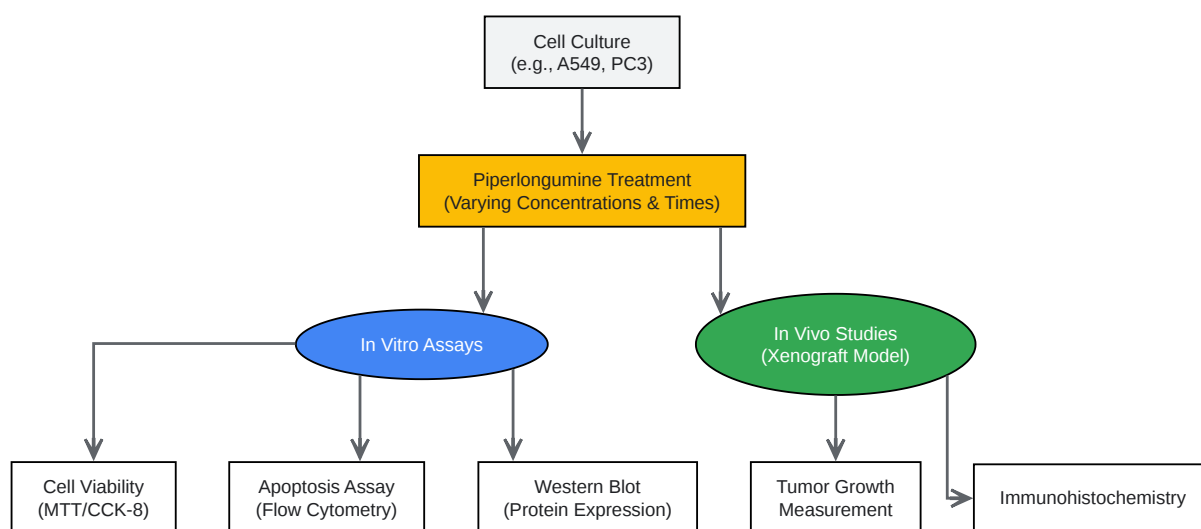 Cell Culture
(e.g., A549, PC3)
Piperlongumine Treatment
(Varying Concentrations & Times)
In Vitro Assays
In Vivo Studies
(Xenograft Model)
Cell Viability
(MTT/CCK-8)
Apoptosis Assay
(Flow Cytometry)
Western Blot
(Protein Expression)
Tumor Growth
Measurement
Immunohistochemistry